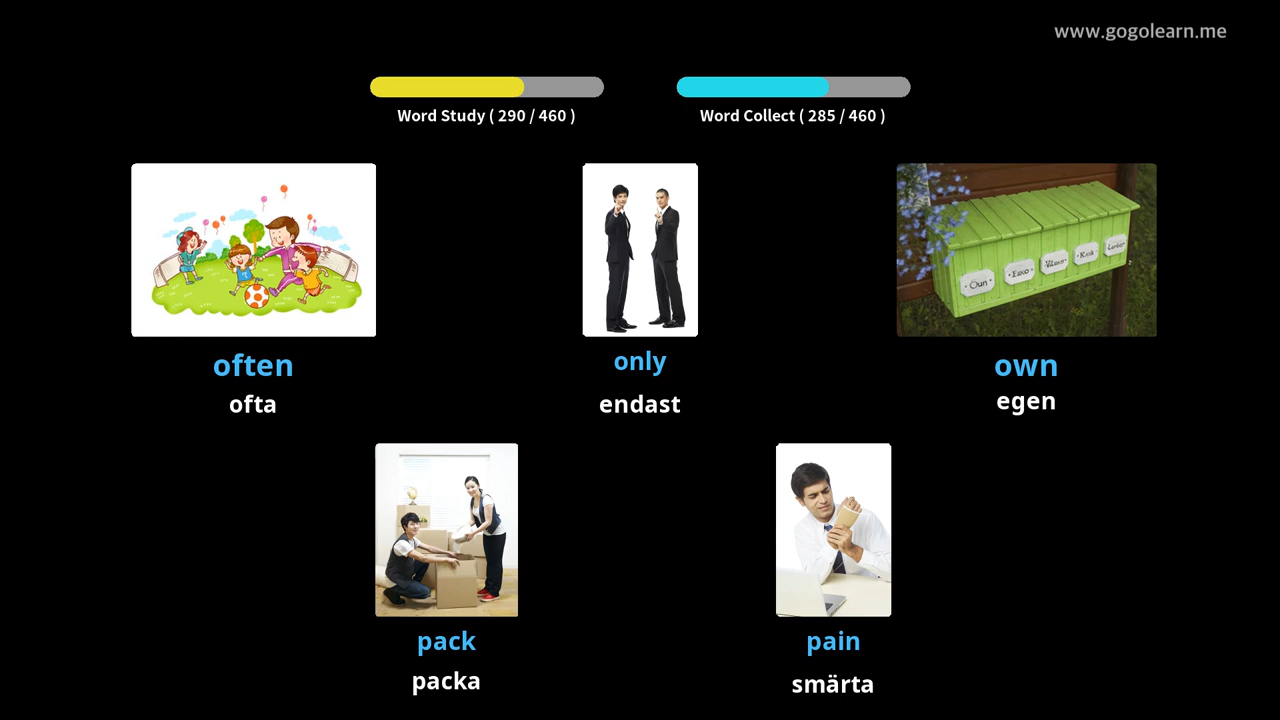 www.gogolearn.me
Word Study ( 290 / 460 )
Word Collect ( 285 / 460 )
often
ofta
only
endast
own
egen
pack
packa
pain
smärta